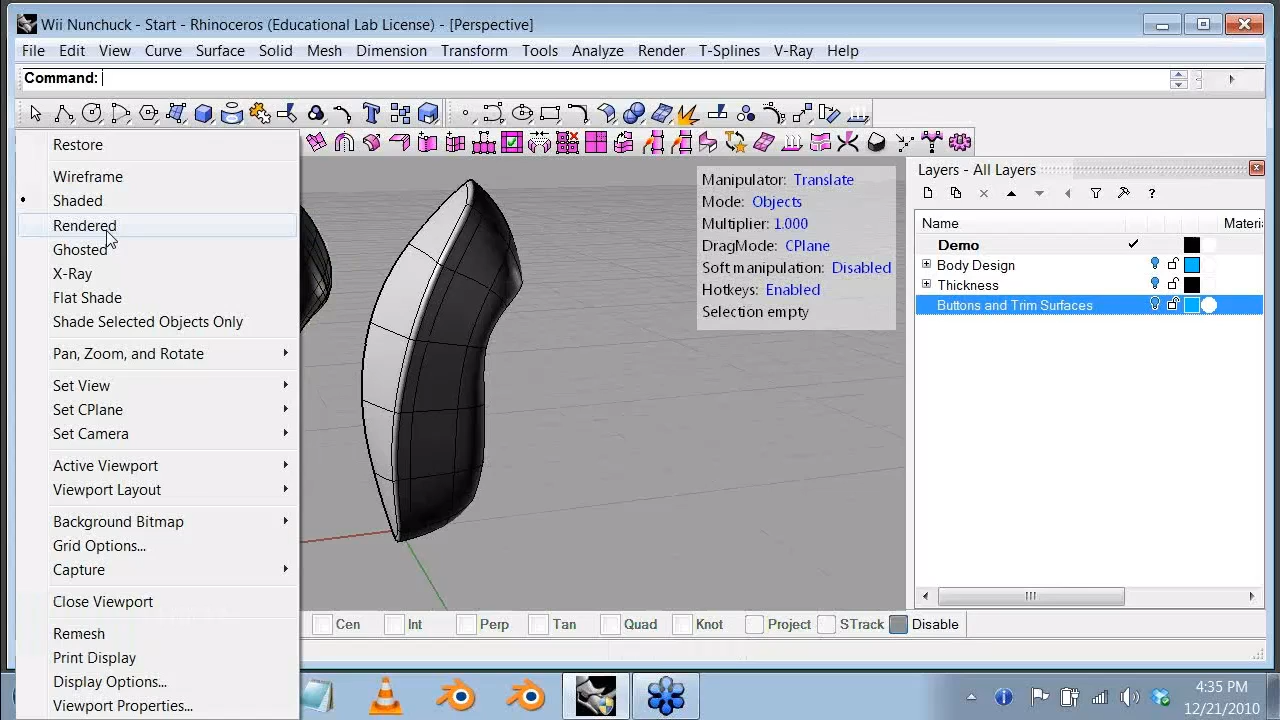 Wii Nunchuck - Start - Rhinoceros (Educational Lab License) - [Perspective]
File Edit View Curve Surface Solid Mesh Dimension Transform Tools Analyze Render T-Splines V-Ray Help
Command:
Restore
Wireframe
Shaded
Rendered
Ghosted
X-Ray
Flat Shade
Shade Selected Objects Only
Pan, Zoom, and Rotate
Set View
Set CPlane
Set Camera
Active Viewport
Viewport Layout
Background Bitmap
Grid Options...
Capture
Close Viewport
Remesh
Print Display
Display Options...
Viewport Properties...
Manipulator: Translate
Mode: Objects
Multiplier: 1.000
DragMode: CPlane
Soft manipulation: Disabled
Hotkeys: Enabled
Selection empty
Layers - All Layers
Name Materi
Demo
Body Design
Thickness
Buttons and Trim Surfaces
Cen Int Perp Tan Quad Knot Project STrack Disable
4:35 PM
12/21/2010